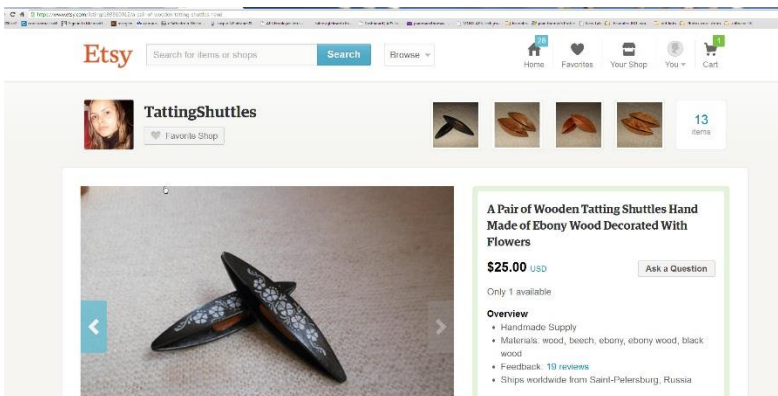 Etsy
Search for items or shops
Search
Browse
28
Home
Favorites
Your Shop
You
1
Cart
TattingShuttles
Favorite Shop
13
items
A Pair of Wooden Tatting Shuttles Hand
Made of Ebony Wood Decorated With
Flowers
$25.00 USD
Ask a Question
Only 1 available
Overview
• Handmade Supply
• Materials: wood, beech, ebony, ebony wood, black
wood
• Feedback: 19 reviews
• Ships worldwide from Saint-Petersburg, Russia